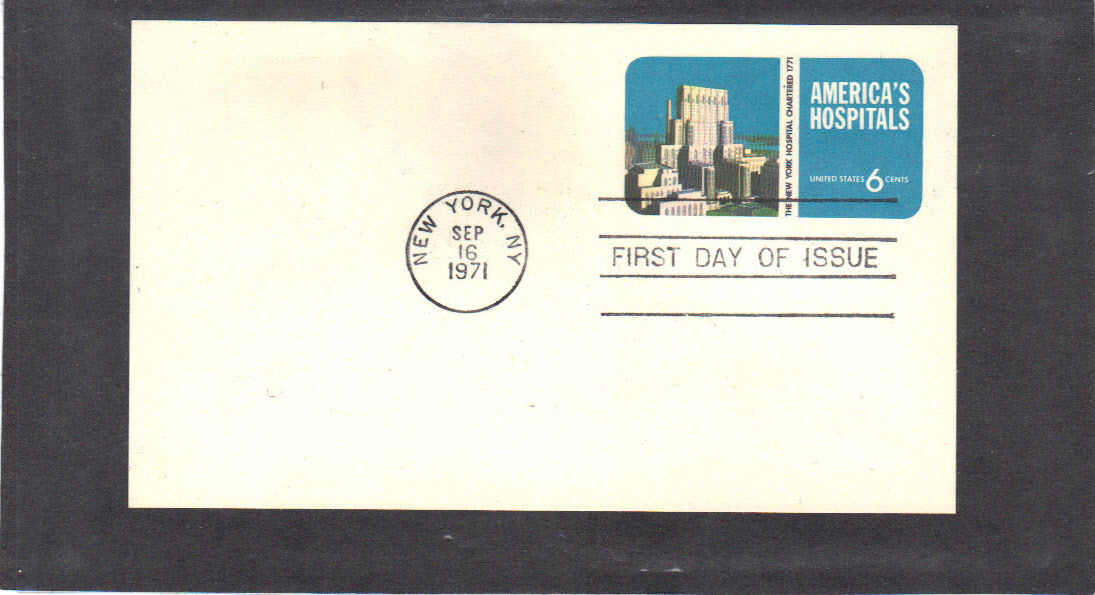 THE NEW YORK HOSPITAL CHARTERED 1771
AMERICA'S
HOSPITALS
UNITED STATES 6 CENTS
NEW YORK, NY
SEP
16
1971
FIRST DAY OF ISSUE